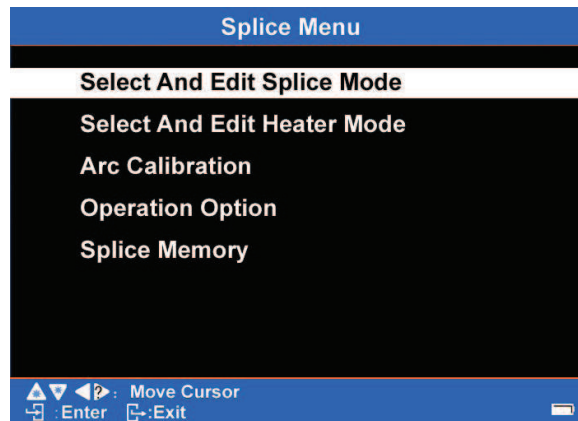 Splice Menu
Select And Edit Splice Mode
Select And Edit Heater Mode
Arc Calibration
Operation Option
Splice Memory
?: Move Cursor
:Enter :Exit